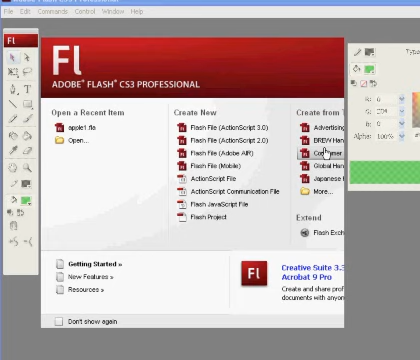 File Edit Commands Control Window Help
Fl
Fl
ADOBE® FLASH® CS3 PROFESSIONAL
Open a Recent Item
apple1.fla
Open...
Create New
Flash File (ActionScript 3.0)
Flash File (ActionScript 2.0)
Flash File (Adobe AIR)
Flash File (Mobile)
ActionScript File
ActionScript Communication File
Flash JavaScript File
Flash Project
Create from T
Advertising
BREW Han
Global Han
Japanese
More...
Extend
Flash Exch
Getting Started »
New Features »
Resources »
Don't show again
Fl
Creative Suite 3.3
Acrobat 9 Pro
Create and share prof
documents with anyon
Type
R: 0
G:
B: 0
Alpha: 100%